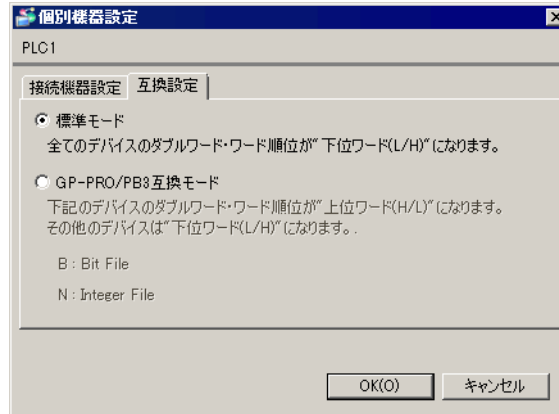 個別機器設定
PLC1
接続機器設定 互換設定
標準モード
全てのデバイスのダブルワード・ワード順位が"下位ワード(L/H)"になります。
GP-PRO/PB3互換モード
下記のデバイスのダブルワード・ワード順位が"上位ワード(H/L)"になります。
その他のデバイスは"下位ワード(L/H)"になります。.
B : Bit File
N : Integer File
OK(O) キャンセル